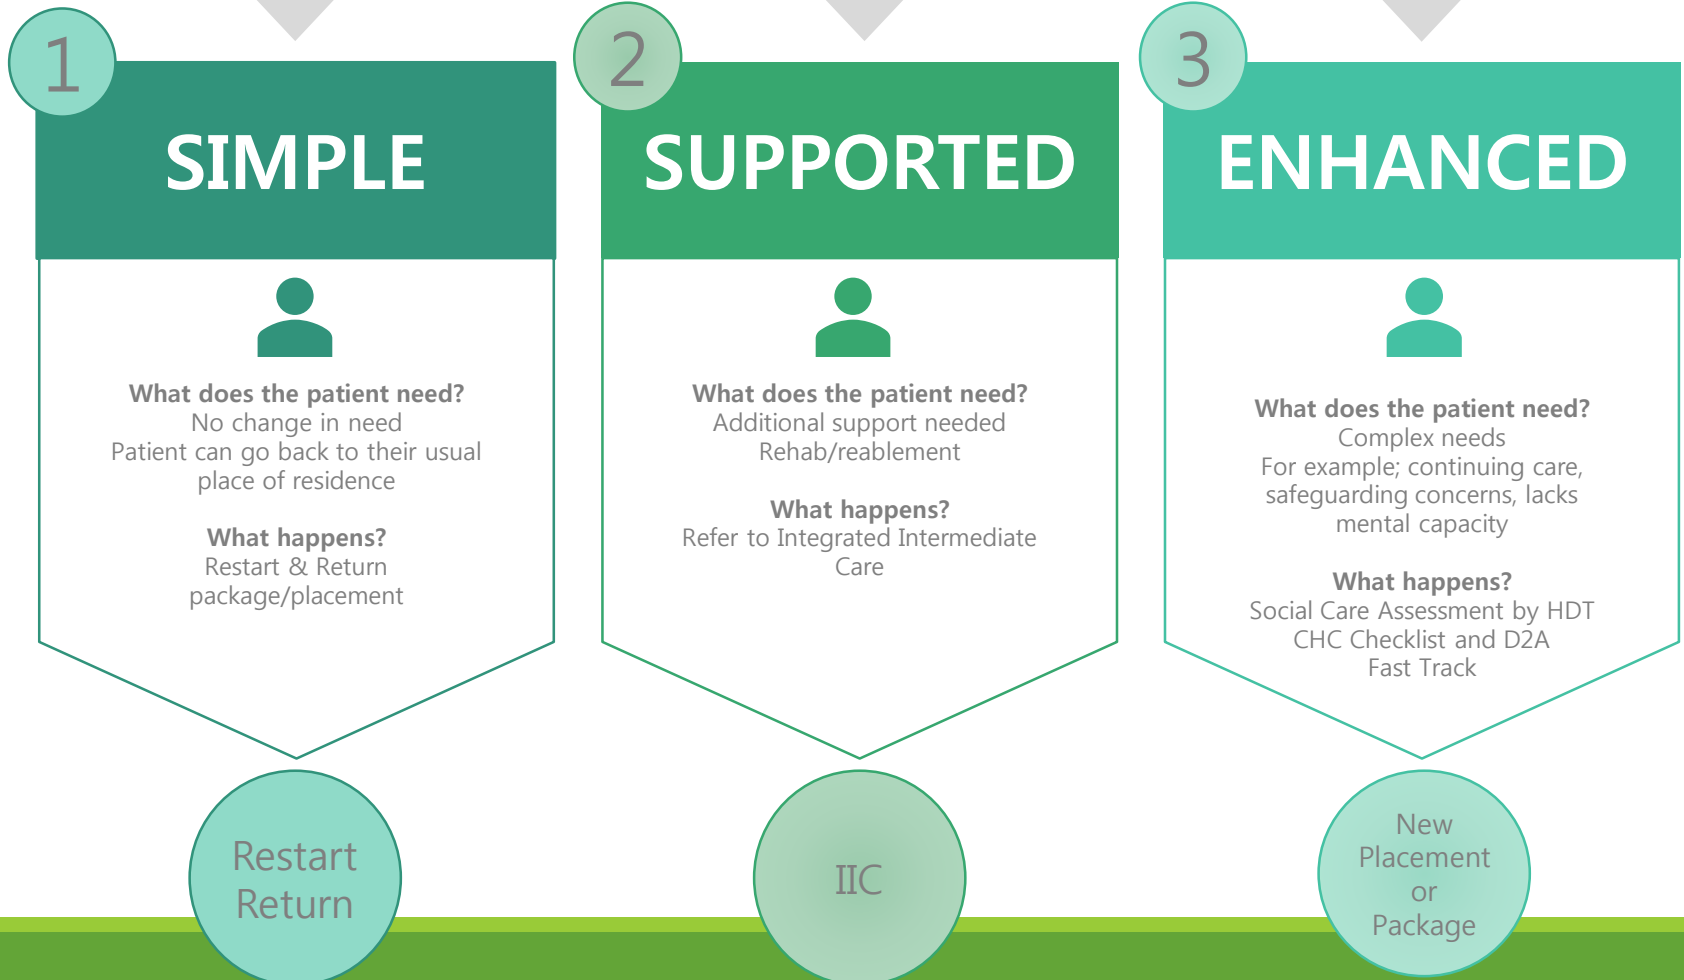 1
SIMPLE
What does the patient need?
No change in need
Patient can go back to their usual
place of residence
What happens?
Restart & Return
package/placement
Restart
Return
2
SUPPORTED
What does the patient need?
Additional support needed
Rehab/reablement
What happens?
Refer to Integrated Intermediate
Care
IIC
3
ENHANCED
What does the patient need?
Complex needs
For example; continuing care,
safeguarding concerns, lacks
mental capacity
What happens?
Social Care Assessment by HDT
CHC Checklist and D2A
Fast Track
New
Placement
or
Package